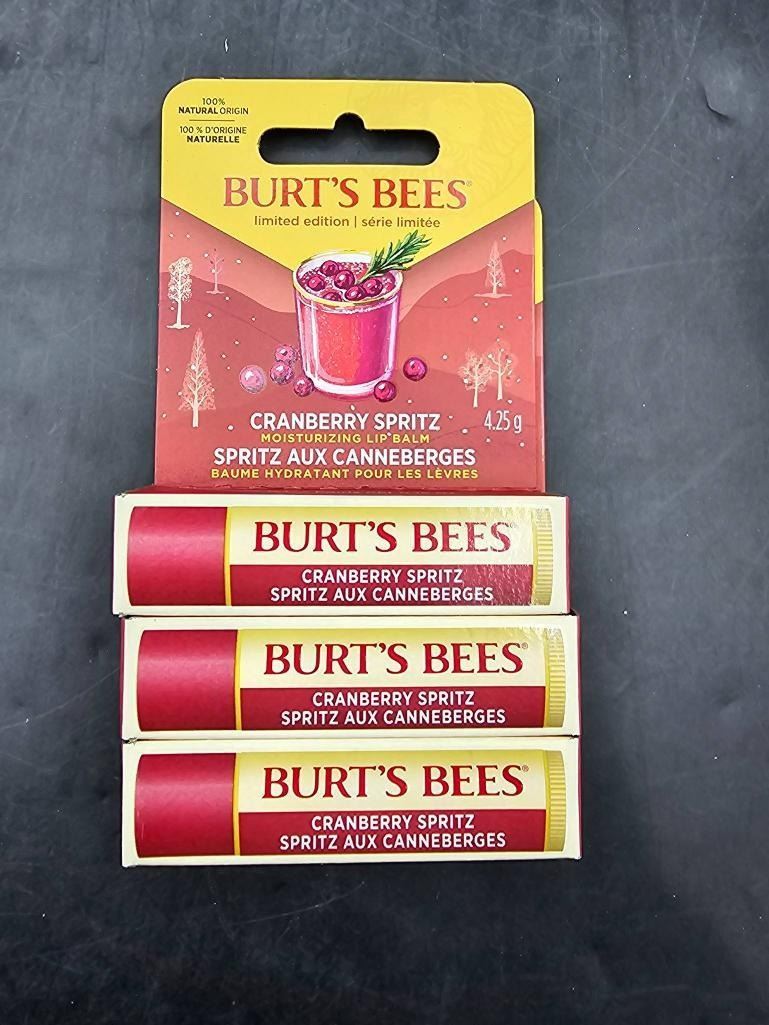 100%
NATURAL ORIGIN
100 % D'ORIGINE
NATURELLE
BURT'S BEES®
limited edition | série limitée
CRANBERRY SPRITZ
MOISTURIZING LIP BALM
4.25 g
SPRITZ AUX CANNEBERGES
BAUME HYDRATANT POUR LES LÈVRES
BURT'S BEES®
CRANBERRY SPRITZ
SPRITZ AUX CANNEBERGES
BURT'S BEES®
CRANBERRY SPRITZ
SPRITZ AUX CANNEBERGES
BURT'S BEES®
CRANBERRY SPRITZ
SPRITZ AUX CANNEBERGES